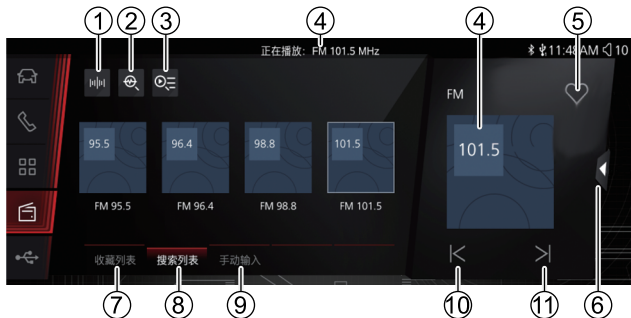 ① ② ③ ④ ④ ⑤
正在播放: FM 101.5 MHz
11:48AM 10
FM
95.5 96.4 98.8 101.5
101.5
FM 95.5 FM 96.4 FM 98.8 FM 101.5
收藏列表 搜索列表 手动输入
⑦ ⑧ ⑨ ⑩ ⑪ ⑥